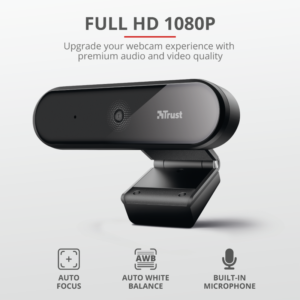 FULL HD 1080P
Upgrade your webcam experience with
premium audio and video quality
Trust
AWB
AUTO
FOCUS
AUTO WHITE
BALANCE
BUILT-IN
MICROPHONE